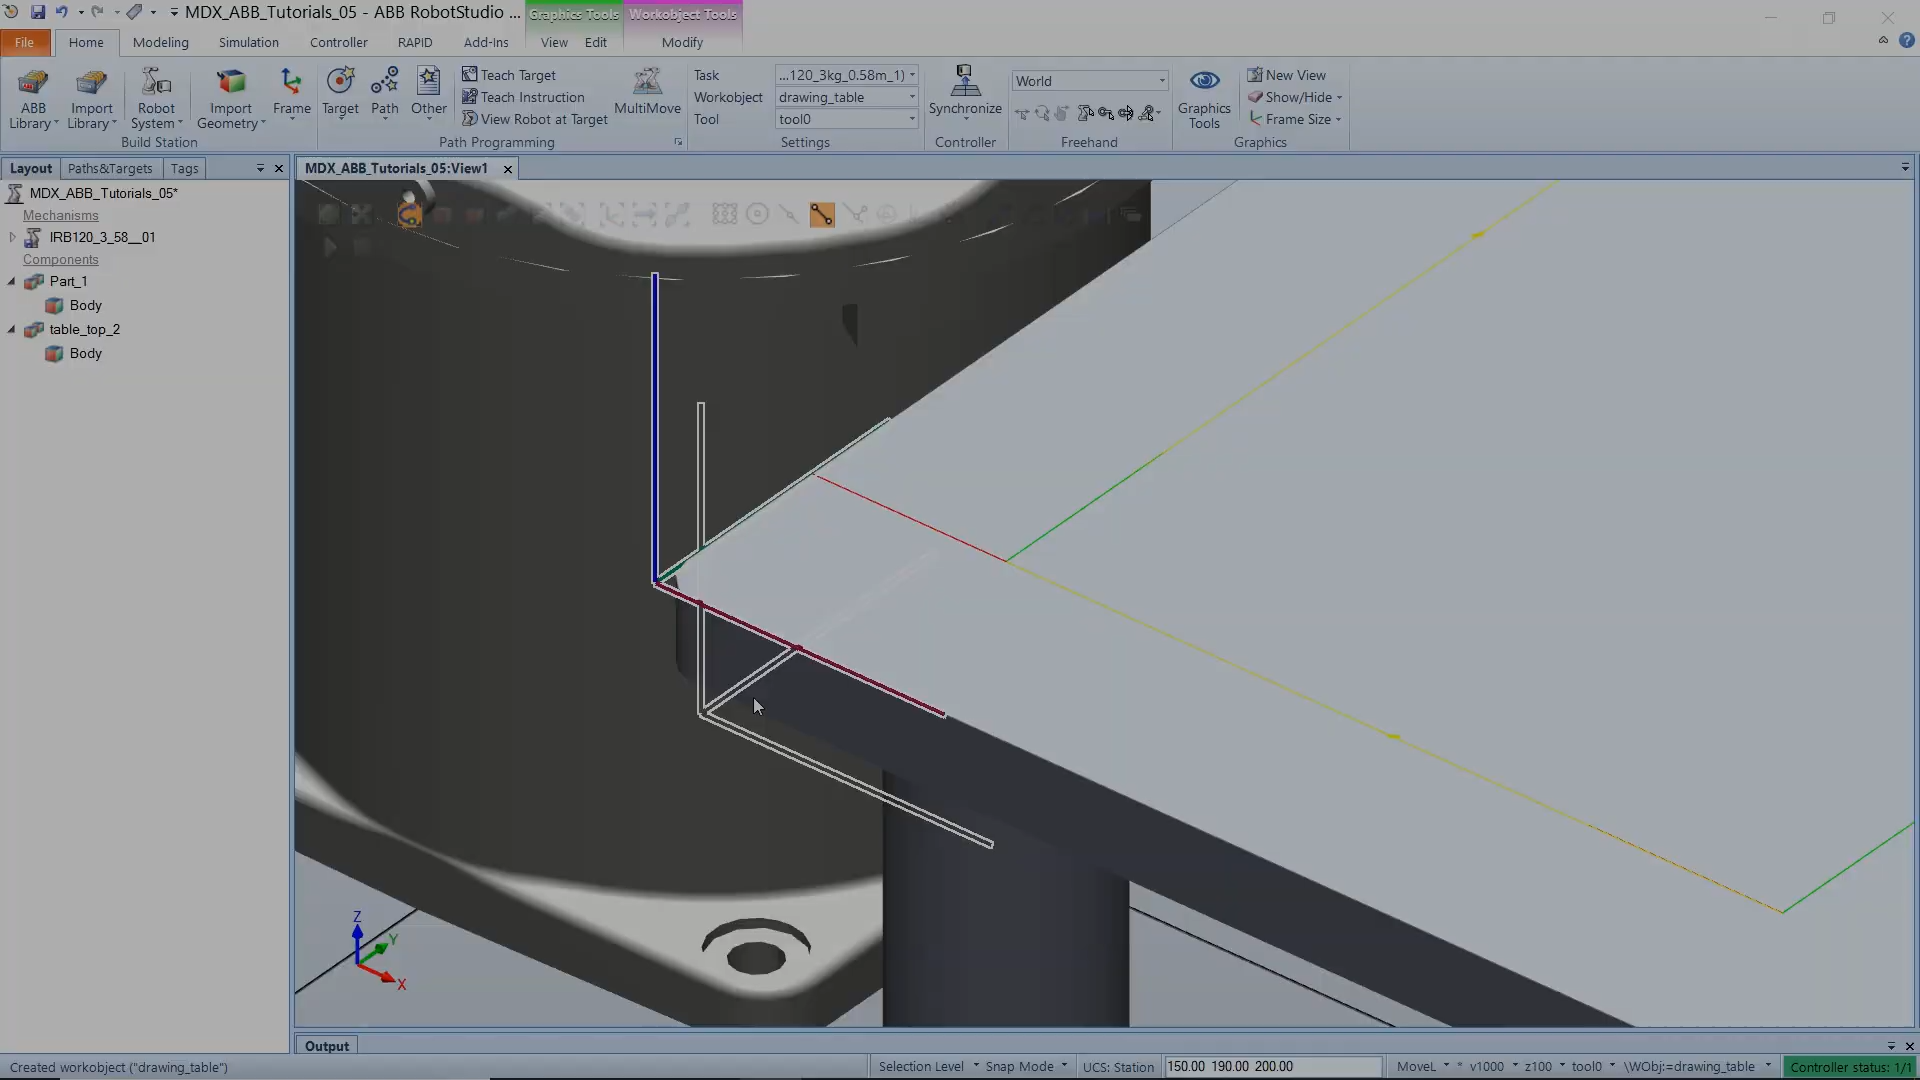 MDX_ABB_Tutorials_05 - ABB RobotStudio ...
Graphics Tools
Workobject Tools
File
Home
Modeling
Simulation
Controller
RAPID
Add-Ins
View
Edit
Modify
ABB Library
Import Library
Robot System
Import Geometry
Frame
Build Station
Target
Path
Other
Teach Target
Teach Instruction
View Robot at Target
MultiMove
Path Programming
Task ...120_3kg_0.58m_1)
Workobject drawing_table
Tool tool0
Settings
Synchronize
Controller
World
Freehand
Graphics Tools
New View
Show/Hide
Frame Size
Graphics
Layout
Paths&Targets
Tags
MDX_ABB_Tutorials_05:View1
MDX_ABB_Tutorials_05*
Mechanisms
IRB120_3_58__01
Components
Part_1
Body
table_top_2
Body
Z
Y
X
Output
Created workobject ("drawing_table")
Selection Level
Snap Mode
UCS: Station
150.00 190.00 200.00
MoveL * v1000 z100 tool0 \WObj:=drawing_table
Controller status: 1/1